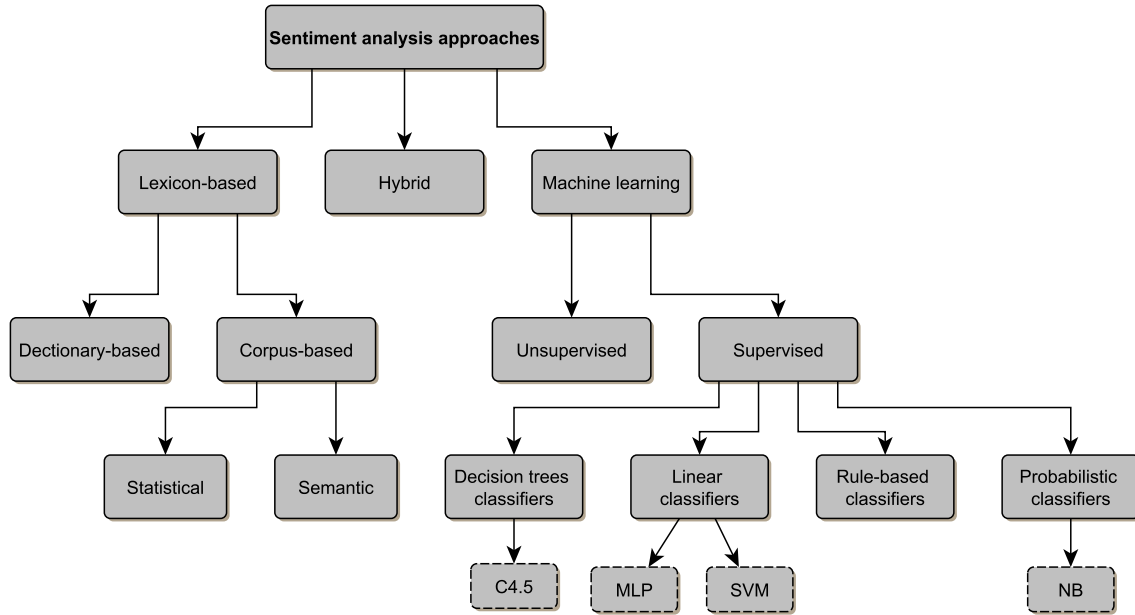 Sentiment analysis approaches
Lexicon-based
Hybrid
Machine learning
Dectionary-based
Corpus-based
Unsupervised
Supervised
Statistical
Semantic
Decision trees
classifiers
Linear
classifiers
Rule-based
classifiers
Probabilistic
classifiers
C4.5
MLP
SVM
NB